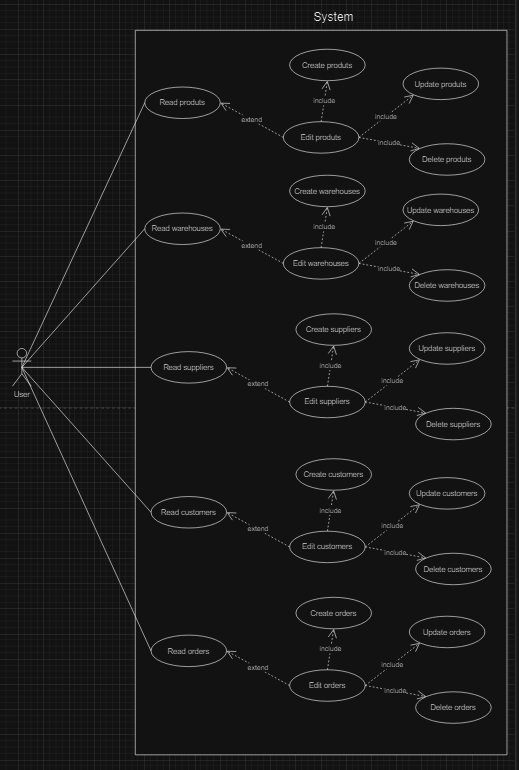 System
Create produts
Update produts
Read produts
include
include
extend
Edit produts
include
Delete produts
Create warehouses
Update warehouses
Read warehouses
include
include
extend
Edit warehouses
include
Delete warehouses
Create suppliers
Update suppliers
Read suppliers
include
include
extend
User
Edit suppliers
include
Delete suppliers
Create customers
Update customers
Read customers
include
include
extend
Edit customers
include
Delete customers
Create orders
Update orders
Read orders
include
include
extend
Edit orders
include
Delete orders